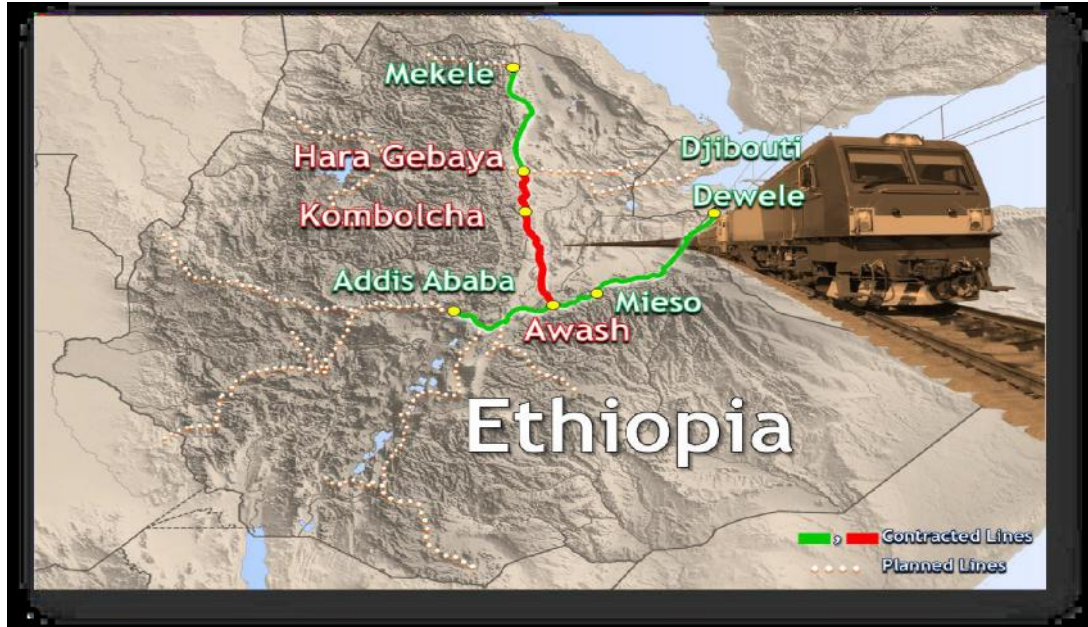 Mekele
Hara Gebaya
Djibouti
Dewele
Kombolcha
Addis Ababa
Mieso
Awash
Ethiopia
, Contracted Lines
Planned Lines